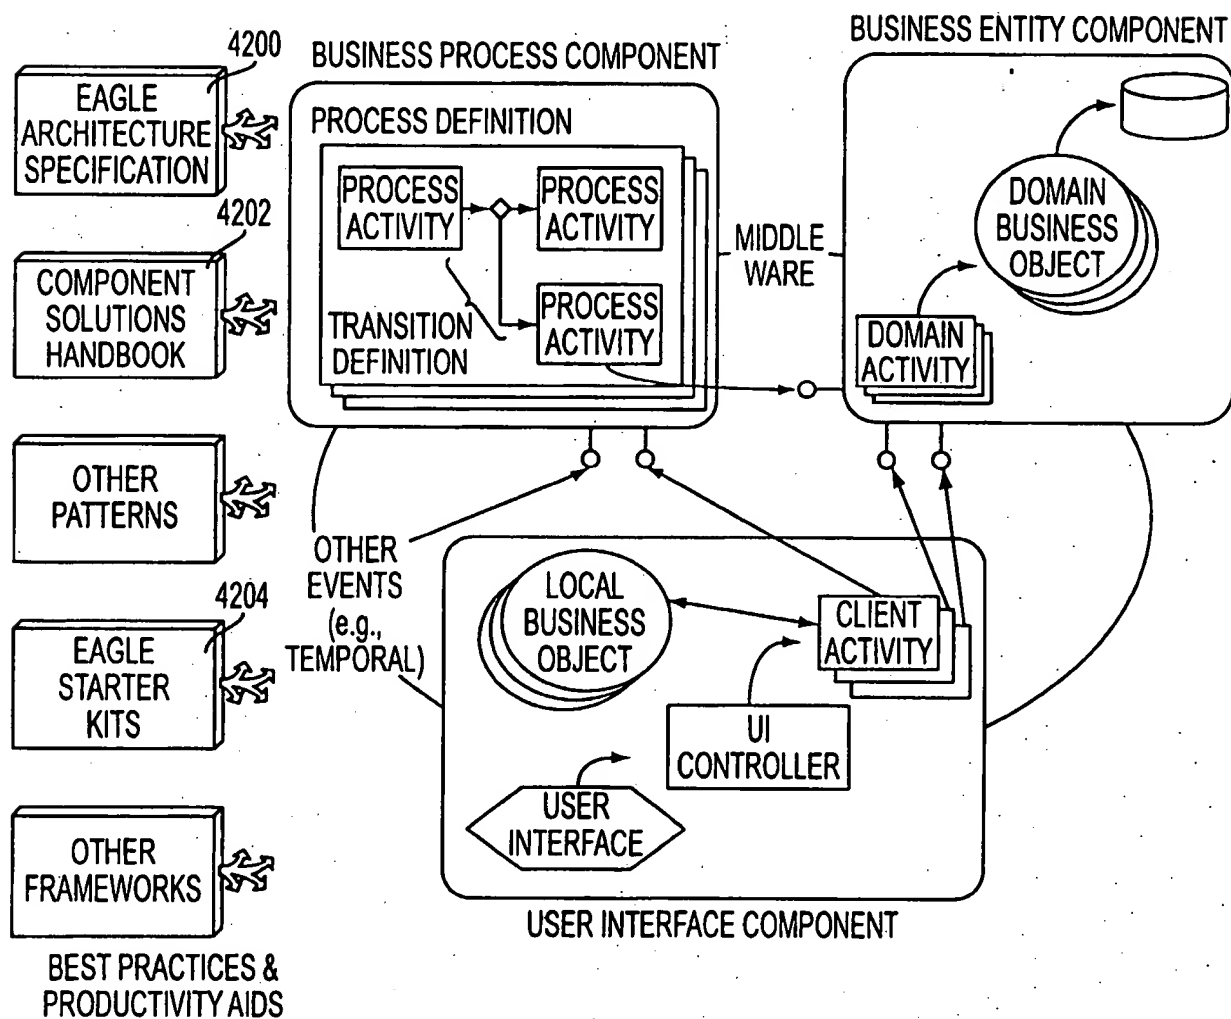 4200
EAGLE
ARCHITECTURE
SPECIFICATION
4202
COMPONENT
SOLUTIONS
HANDBOOK
OTHER
PATTERNS
4204
EAGLE
STARTER
KITS
OTHER
FRAMEWORKS
BEST PRACTICES &
PRODUCTIVITY AIDS
BUSINESS PROCESS COMPONENT
PROCESS DEFINITION
PROCESS
ACTIVITY
PROCESS
ACTIVITY
PROCESS
ACTIVITY
TRANSITION
DEFINITION
MIDDLE
WARE
BUSINESS ENTITY COMPONENT
DOMAIN
BUSINESS
OBJECT
DOMAIN
ACTIVITY
OTHER
EVENTS
(e.g.,
TEMPORAL)
LOCAL
BUSINESS
OBJECT
CLIENT
ACTIVITY
UI
CONTROLLER
USER
INTERFACE
USER INTERFACE COMPONENT